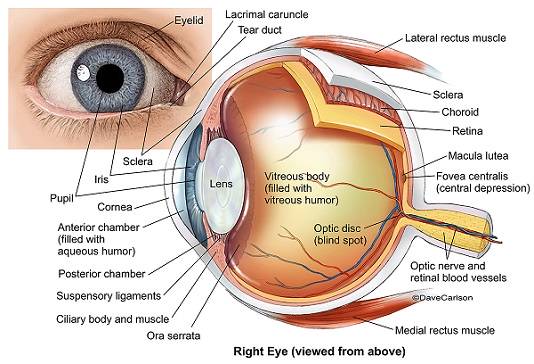 Eyelid
Lacrimal caruncle
Tear duct
Lateral rectus muscle
Sclera
Choroid
Retina
Macula lutea
Fovea centralis
(central depression)
Sclera
Iris
Pupil
Cornea
Lens
Vitreous body
(filled with
vitreous humor)
Anterior chamber
(filled with
aqueous humor)
Optic disc
(blind spot)
Posterior chamber
Suspensory ligaments
Ciliary body and muscle
Ora serrata
Optic nerve and
retinal blood vessels
©DaveCarlson
Medial rectus muscle
Right Eye (viewed from above)